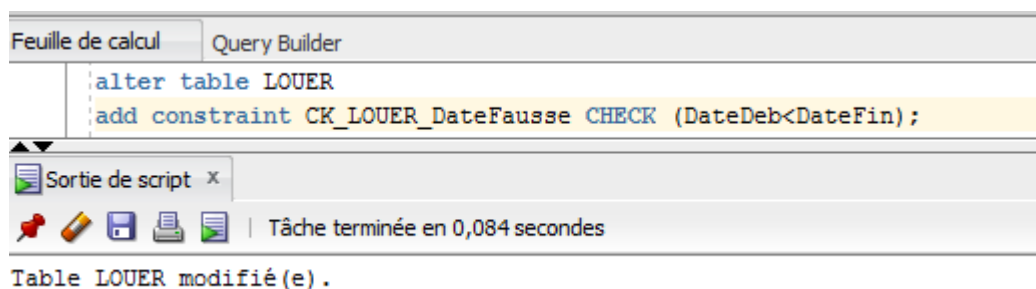 Feuille de calcul Query Builder
alter table LOUER
add constraint CK_LOUER_DateFausse CHECK (DateDeb<DateFin);
Sortie de script x
Tâche terminée en 0,084 secondes
Table LOUER modifié(e).